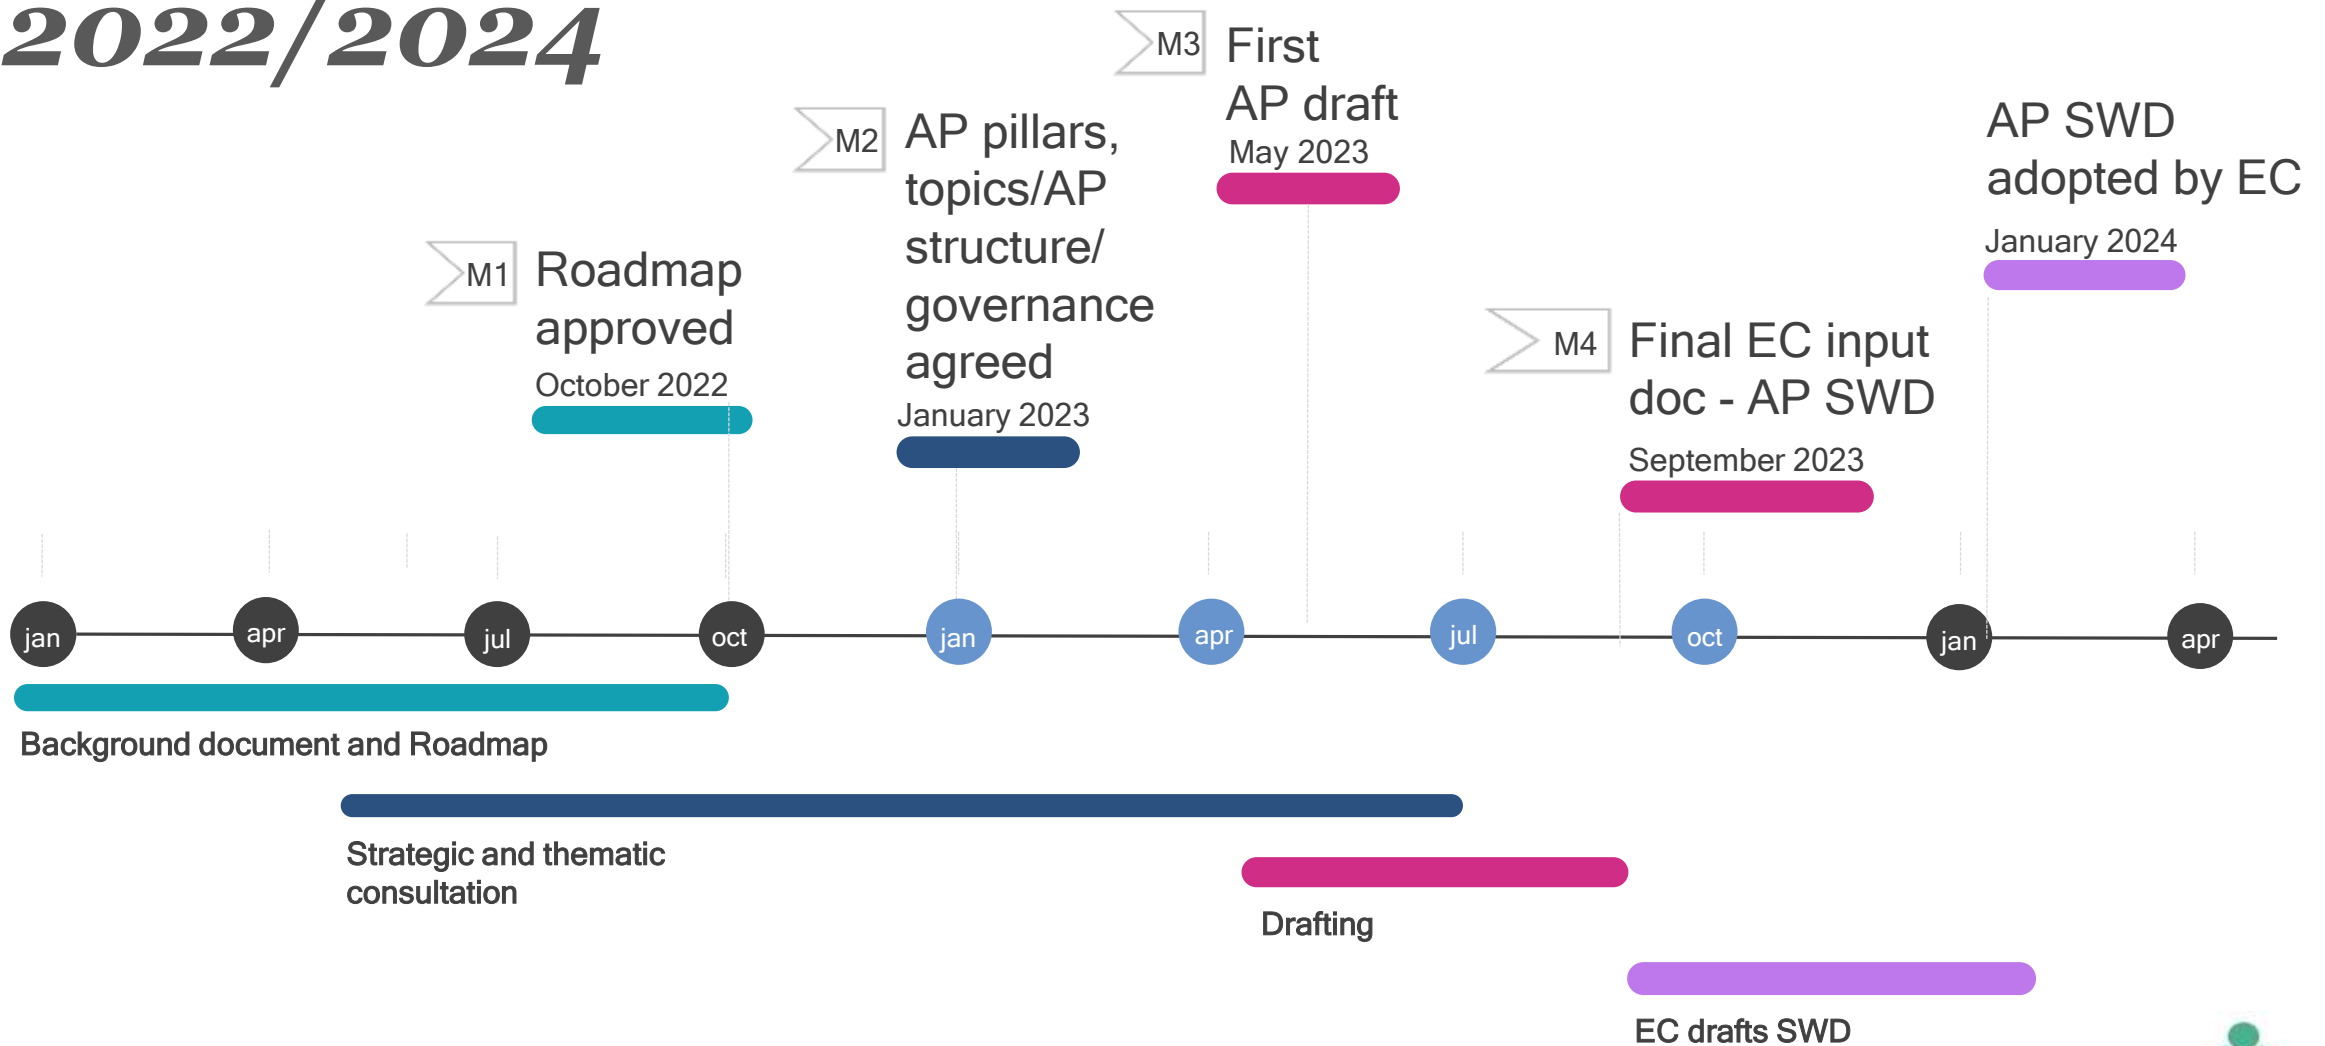 2022/2024
M1
Roadmap
approved
October 2022
M2
AP pillars,
topics/AP
structure/
governance
agreed
January 2023
M3
First
AP draft
May 2023
M4
Final EC input
doc - AP SWD
September 2023
AP SWD
adopted by EC
January 2024
jan
apr
jul
oct
jan
apr
jul
oct
jan
apr
Background document and Roadmap
Strategic and thematic
consultation
Drafting
EC drafts SWD